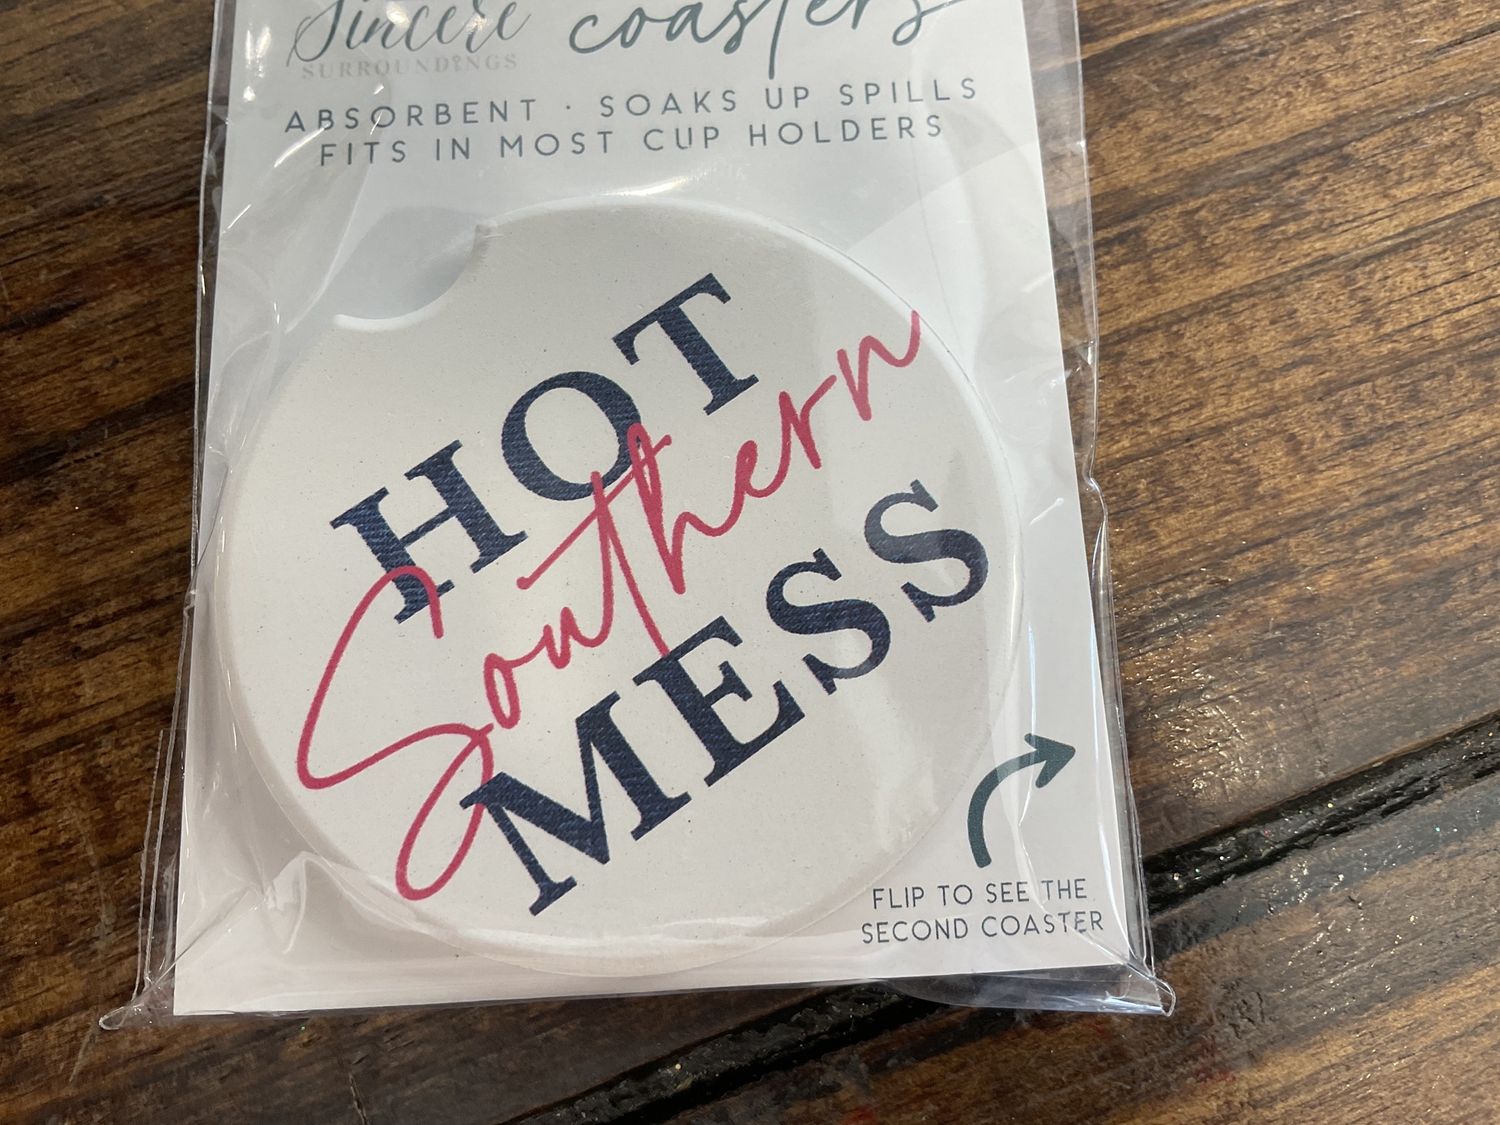 Sincere
SURROUNDINGS
coasters
ABSORBENT · SOAKS UP SPILLS
FITS IN MOST CUP HOLDERS
HOT
Southern
MESS
FLIP TO SEE THE
SECOND COASTER